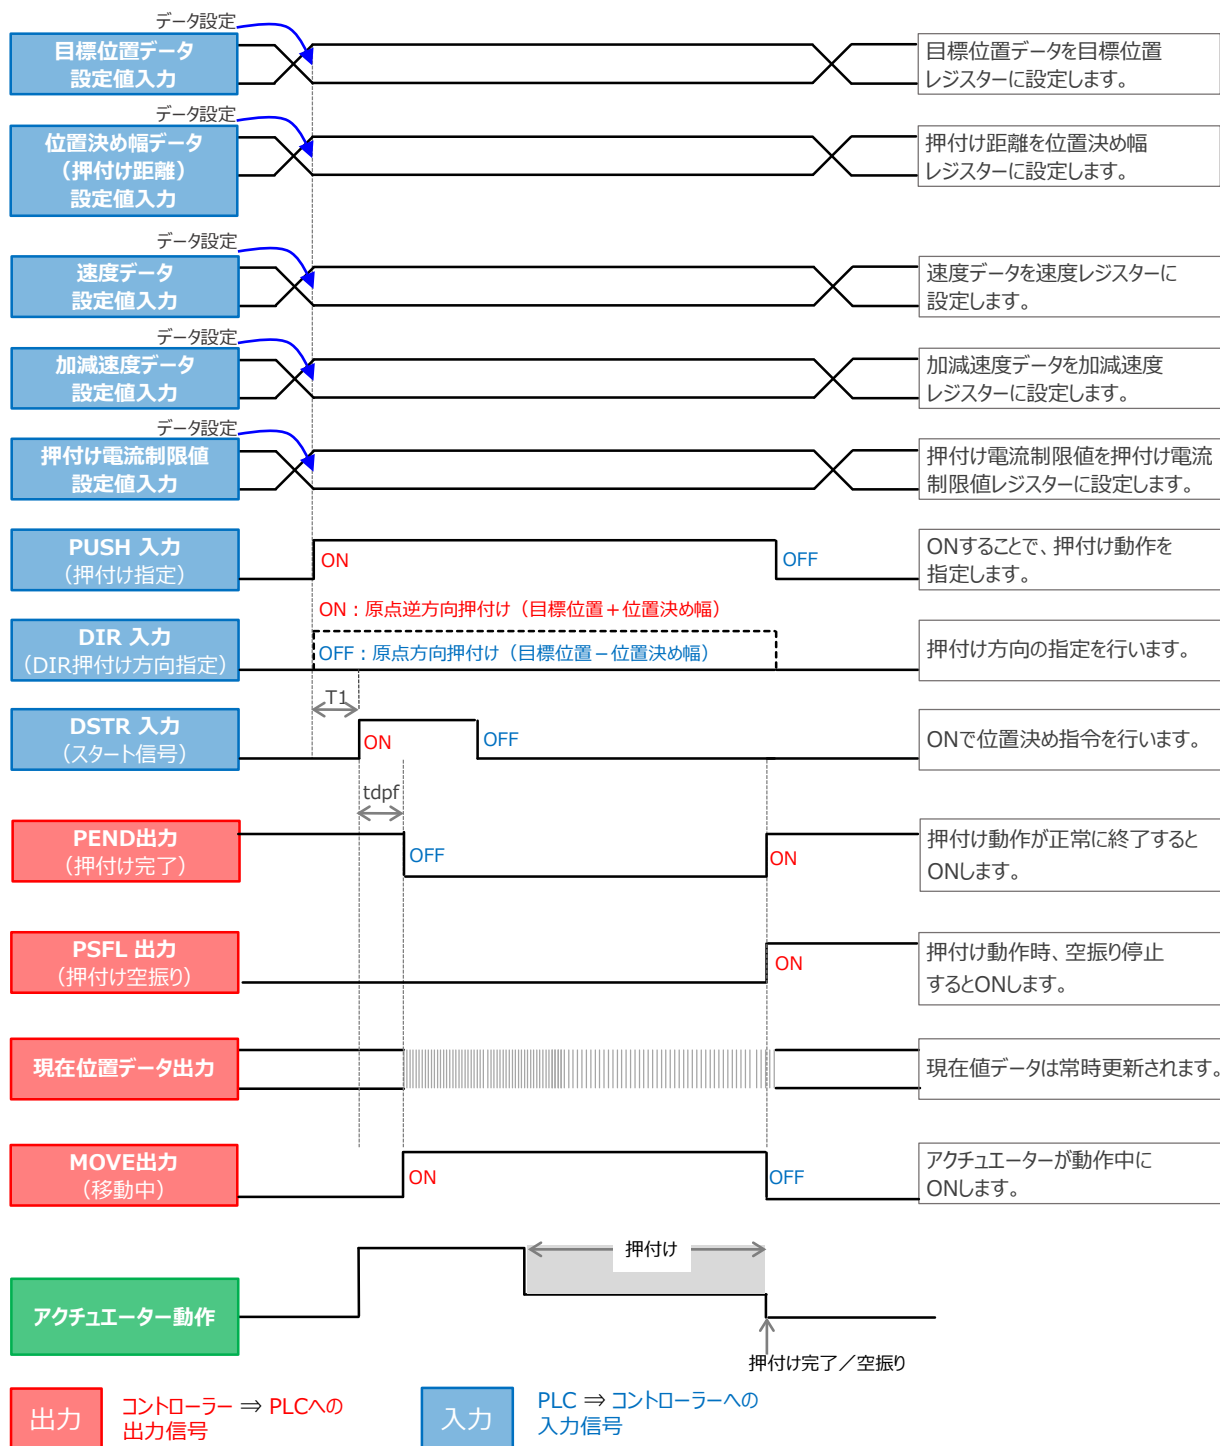 データ設定
目標位置データ
設定値入力
目標位置データを目標位置
レジスターに設定します。
データ設定
位置決め幅データ
（押付け距離）
設定値入力
押付け距離を位置決め幅
レジスターに設定します。
データ設定
速度データ
設定値入力
速度データを速度レジスターに
設定します。
データ設定
加減速度データ
設定値入力
加減速度データを加減速度
レジスターに設定します。
データ設定
押付け電流制限値
設定値入力
押付け電流制限値を押付け電流
制限値レジスターに設定します。
PUSH 入力
（押付け指定）
ON
OFF
ONすることで、押付け動作を
指定します。
ON：原点逆方向押付け（目標位置＋位置決め幅）
DIR 入力
（DIR押付け方向指定）
OFF：原点方向押付け（目標位置－位置決め幅）
押付け方向の指定を行います。
T1
DSTR 入力
（スタート信号）
ON
OFF
ONで位置決め指令を行います。
tdpf
PEND出力
（押付け完了）
OFF
ON
押付け動作が正常に終了すると
ONします。
PSFL 出力
（押付け空振り）
ON
押付け動作時、空振り停止
するとONします。
現在位置データ出力
現在値データは常時更新されます。
MOVE出力
（移動中）
ON
OFF
アクチュエーターが動作中に
ONします。
押付け
アクチュエーター動作
押付け完了／空振り
出力
コントローラー ⇒ PLCへの
出力信号
入力
PLC ⇒ コントローラーへの
入力信号